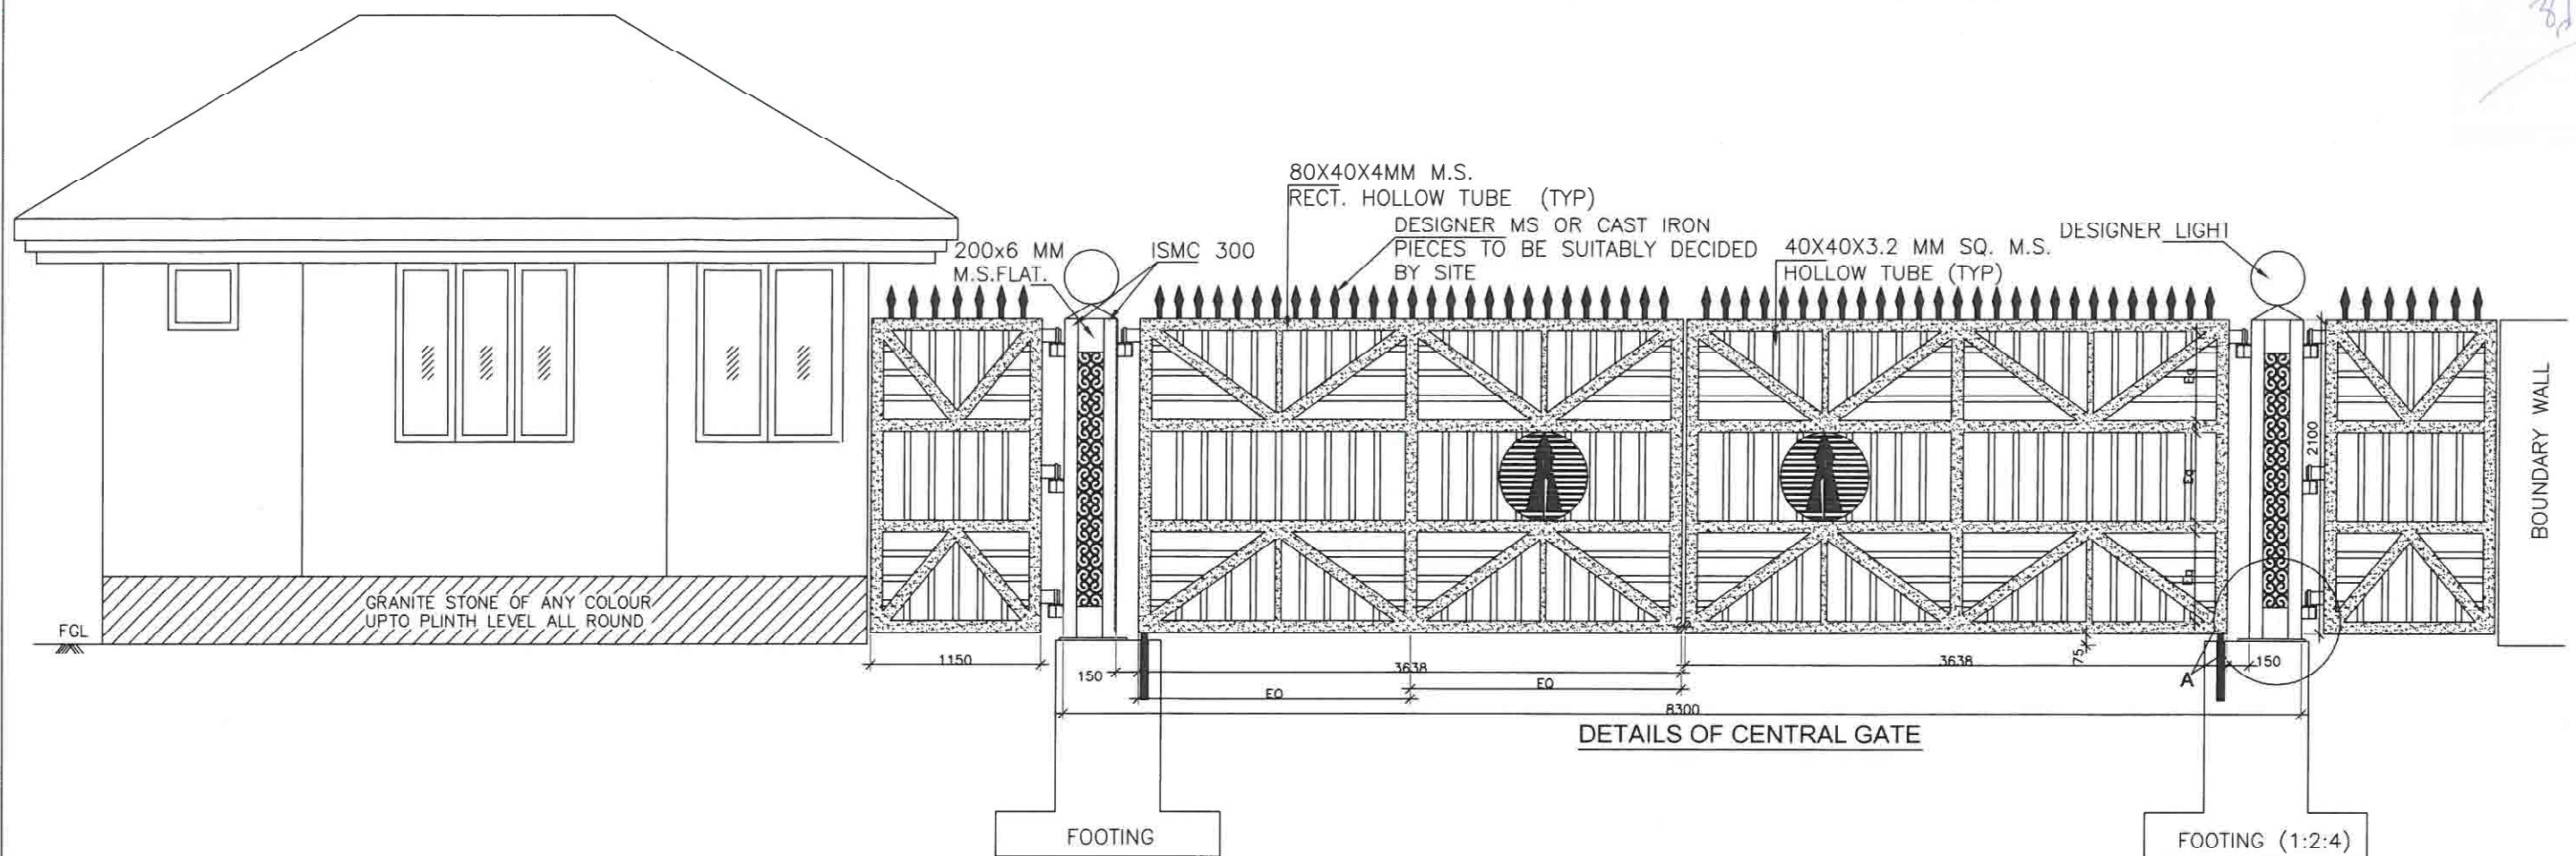 80X40X4MM M.S.
RECT. HOLLOW TUBE (TYP)
DESIGNER MS OR CAST IRON
PIECES TO BE SUITABLY DECIDED
BY SITE
200x6 MM
M.S.FLAT.
ISMC 300
40X40X3.2 MM SQ. M.S.
HOLLOW TUBE (TYP)
DESIGNER LIGHT
Eq
Eq
Eq
2100
BOUNDARY WALL
GRANITE STONE OF ANY COLOUR
UPTO PLINTH LEVEL ALL ROUND
FGL
1150
150
3638
3638
75
150
A
EQ
EQ
8300
DETAILS OF CENTRAL GATE
FOOTING
FOOTING (1:2:4)